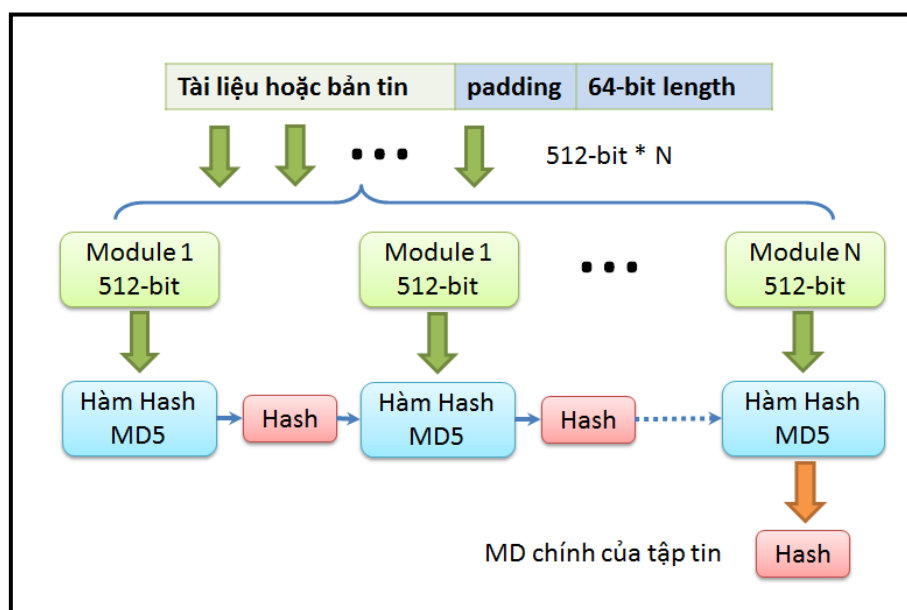 Tài liệu hoặc bản tin padding 64-bit length
... 512-bit * N
Module 1 Module 1 Module N
512-bit 512-bit ... 512-bit
Hàm Hash Hàm Hash Hàm Hash
MD5 Hash MD5 Hash MD5
MD chính của tập tin Hash